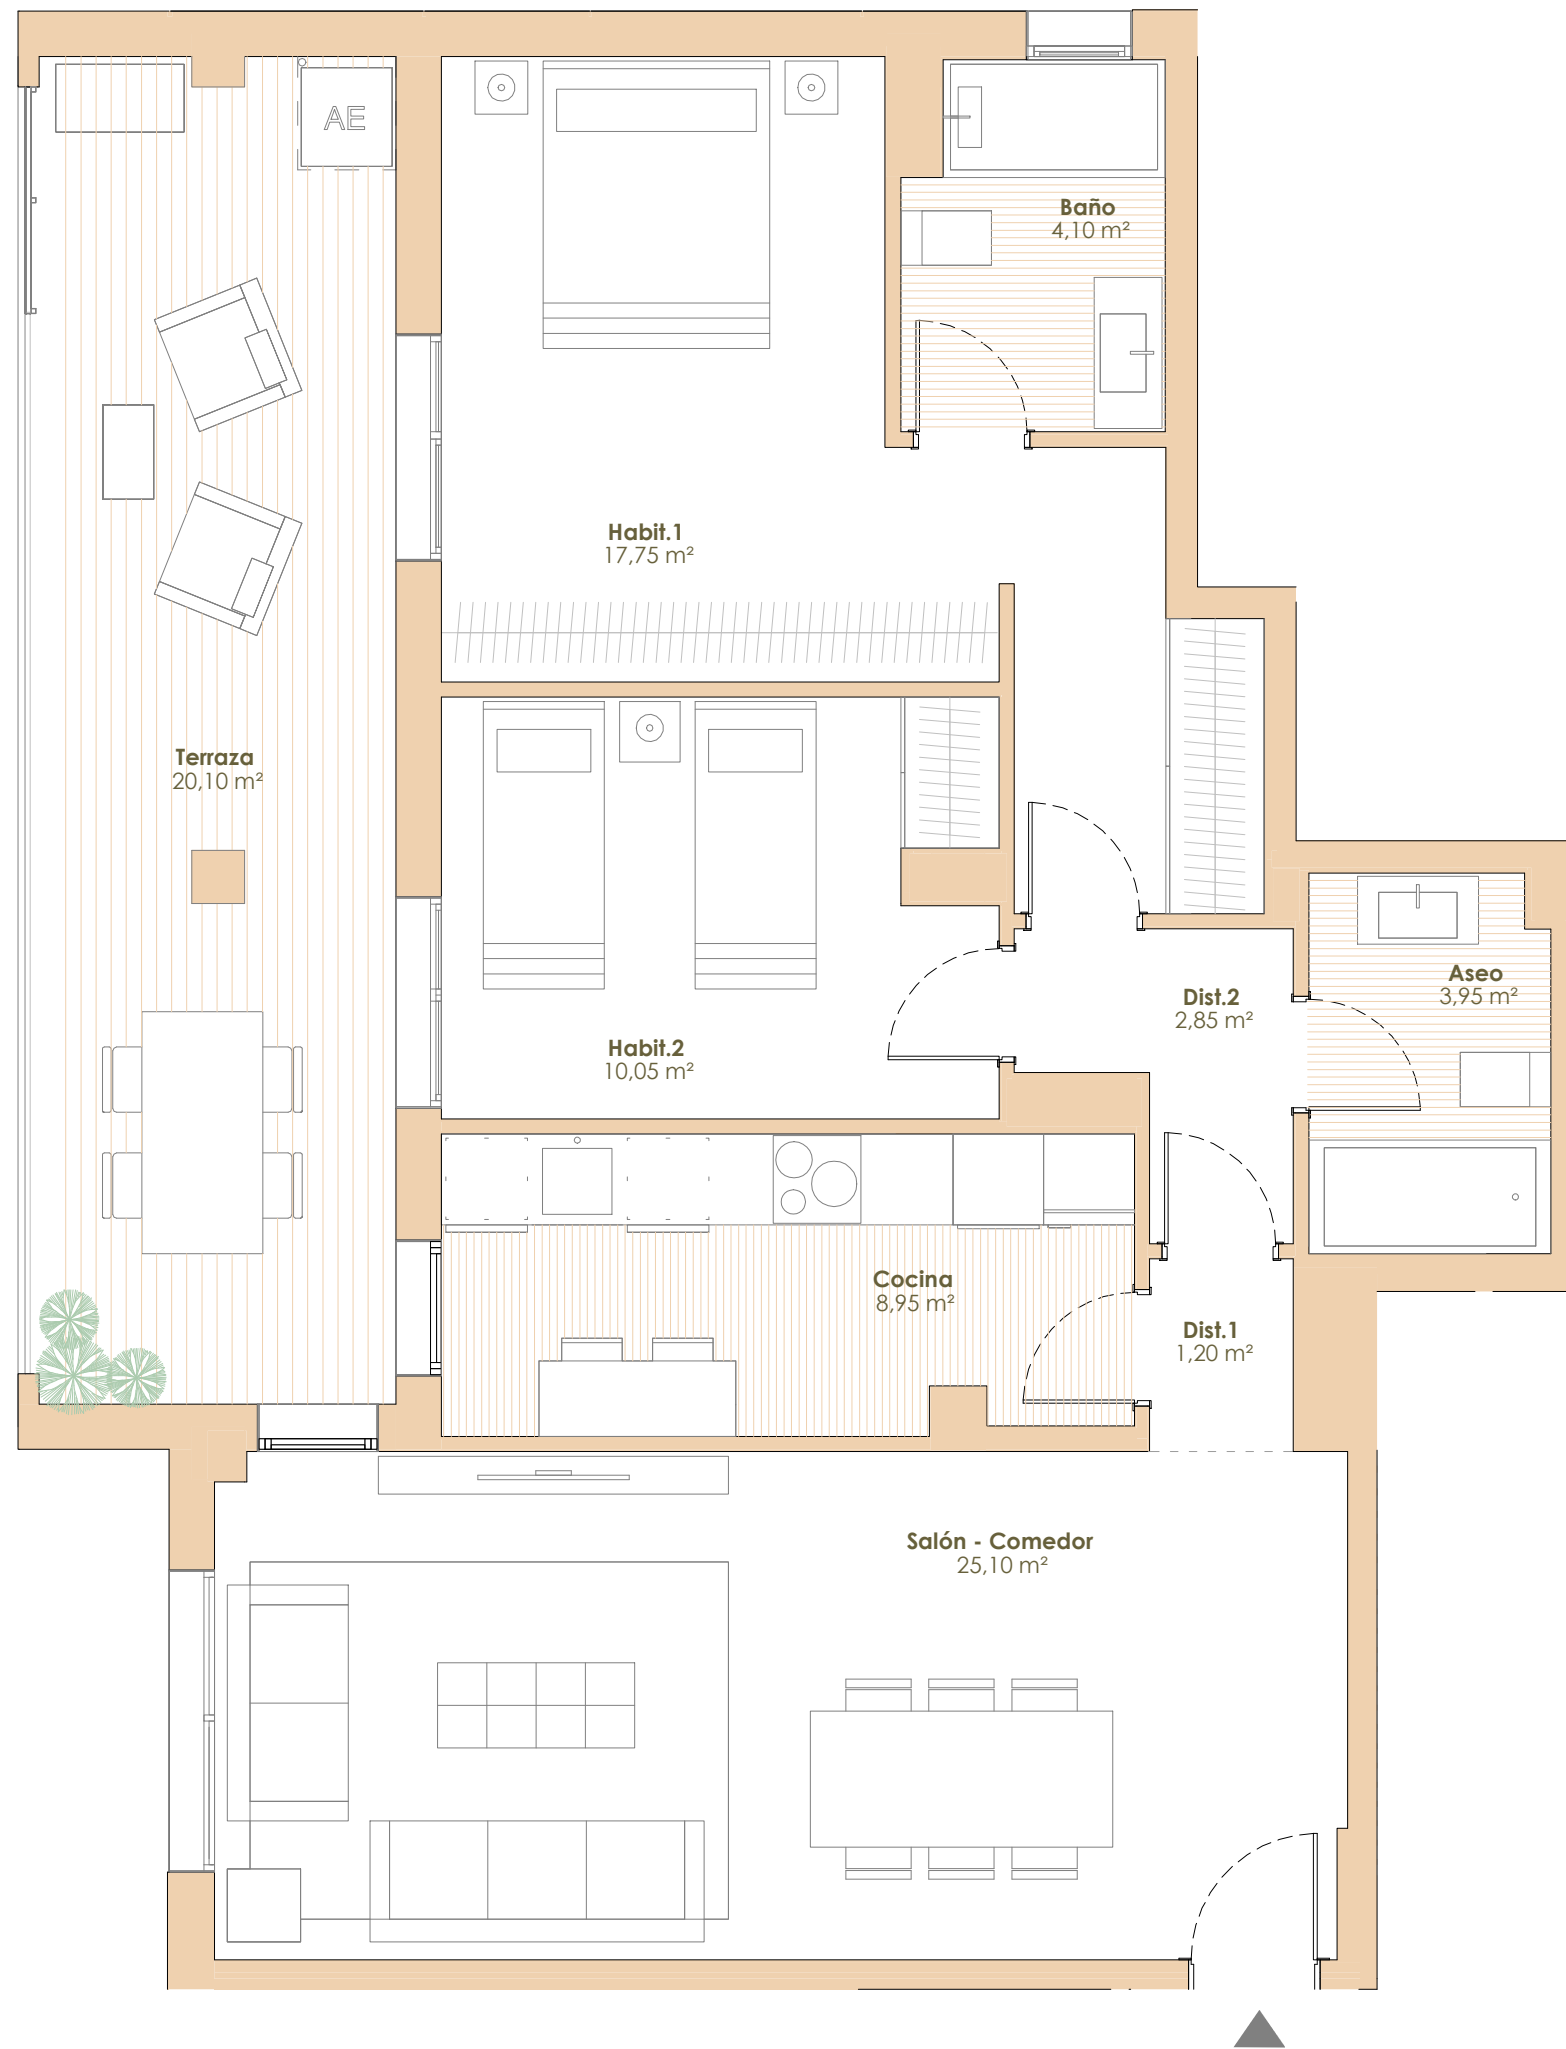 AE
Baño
4,10 m²
Habit.1
17,75 m²
Terraza
20,10 m²
Aseo
3,95 m²
Dist.2
2,85 m²
Habit.2
10,05 m²
Cocina
8,95 m²
Dist.1
1,20 m²
Salón - Comedor
25,10 m²